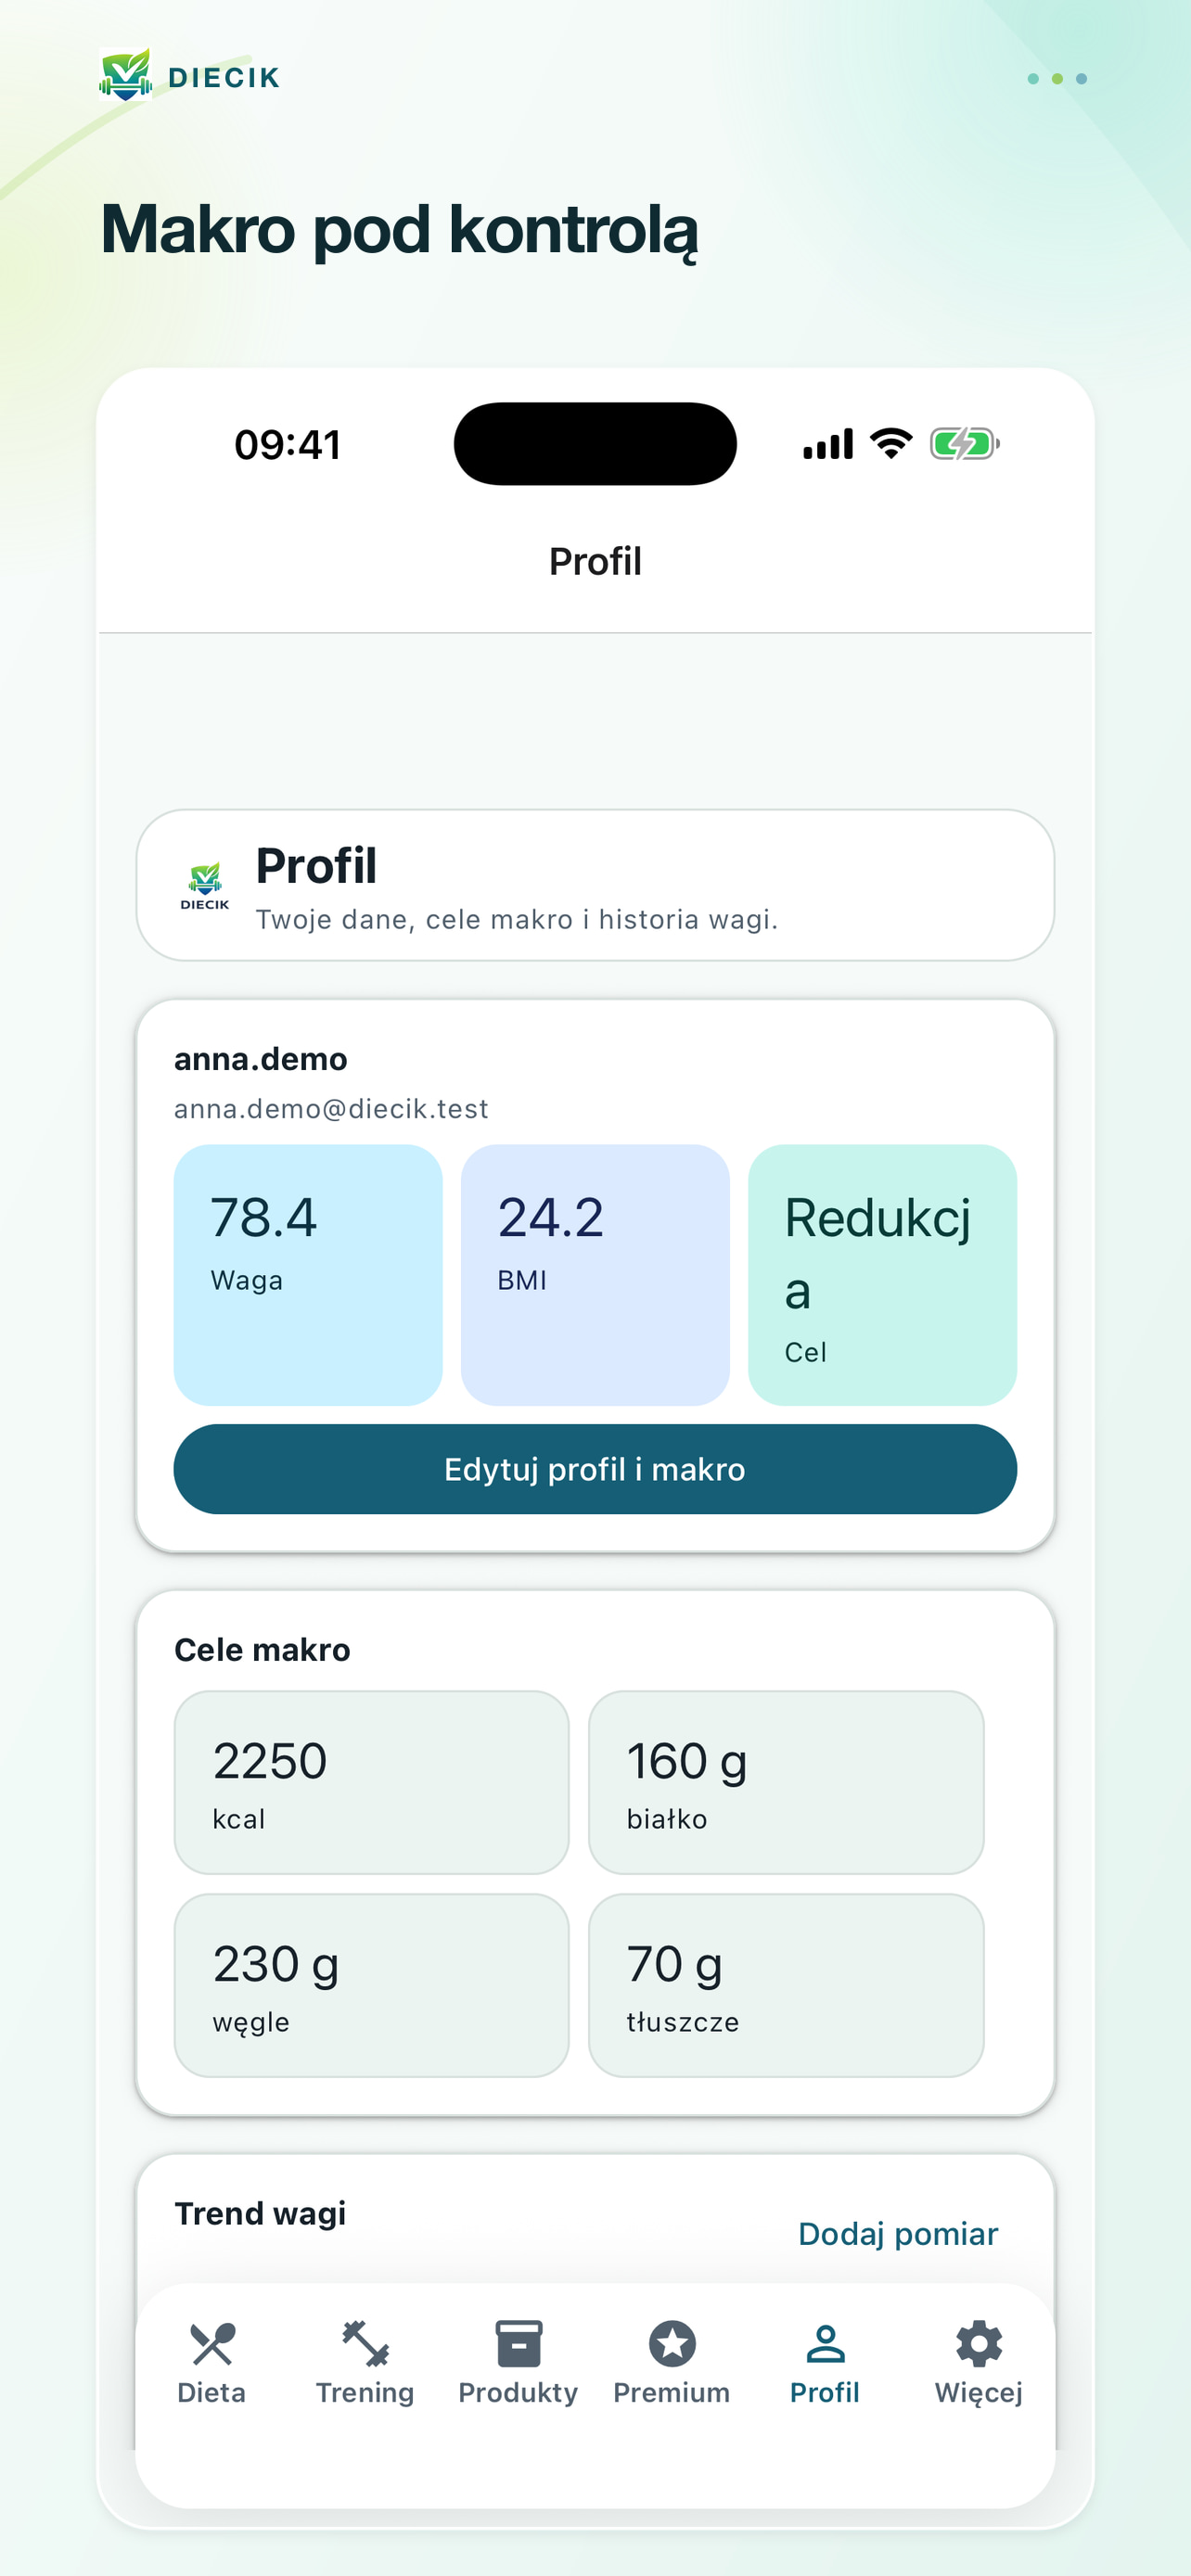 DIECIK
Makro pod kontrolą
09:41
Profil
Profil
DIECIK
Twoje dane, cele makro i historia wagi.
anna.demo
anna.demo@diecik.test
78.4
Waga
24.2
BMI
Redukcj
a
Cel
Edytuj profil i makro
Cele makro
2250
kcal
160 g
białko
230 g
węgle
70 g
tłuszcze
Trend wagi
Dodaj pomiar
Dieta
Trening
Produkty
Premium
Profil
Więcej